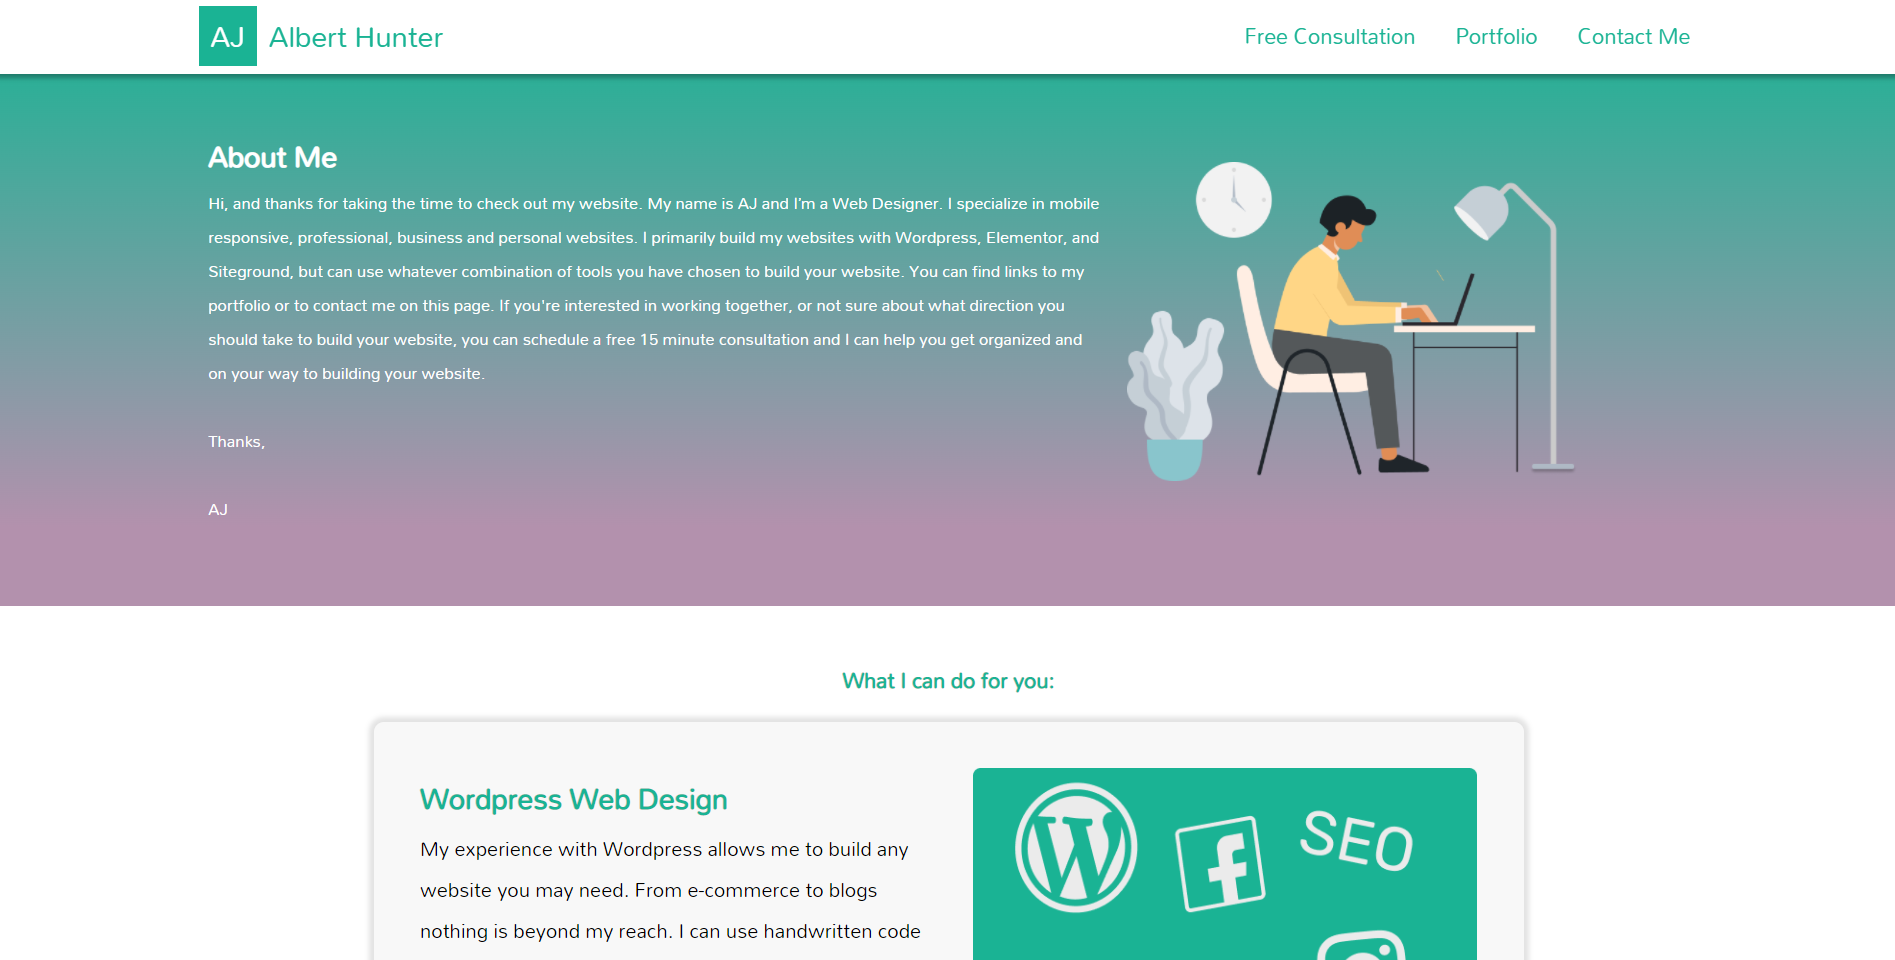 AJ Albert Hunter
Free Consultation Portfolio Contact Me
About Me
Hi, and thanks for taking the time to check out my website. My name is AJ and I'm a Web Designer. I specialize in mobile
responsive, professional, business and personal websites. I primarily build my websites with Wordpress, Elementor, and
Siteground, but can use whatever combination of tools you have chosen to build your website. You can find links to my
portfolio or to contact me on this page. If you're interested in working together, or not sure about what direction you
should take to build your website, you can schedule a free 15 minute consultation and I can help you get organized and
on your way to building your website.
Thanks,
AJ
What I can do for you:
Wordpress Web Design
My experience with Wordpress allows me to build any
website you may need. From e-commerce to blogs
nothing is beyond my reach. I can use handwritten code
SEO